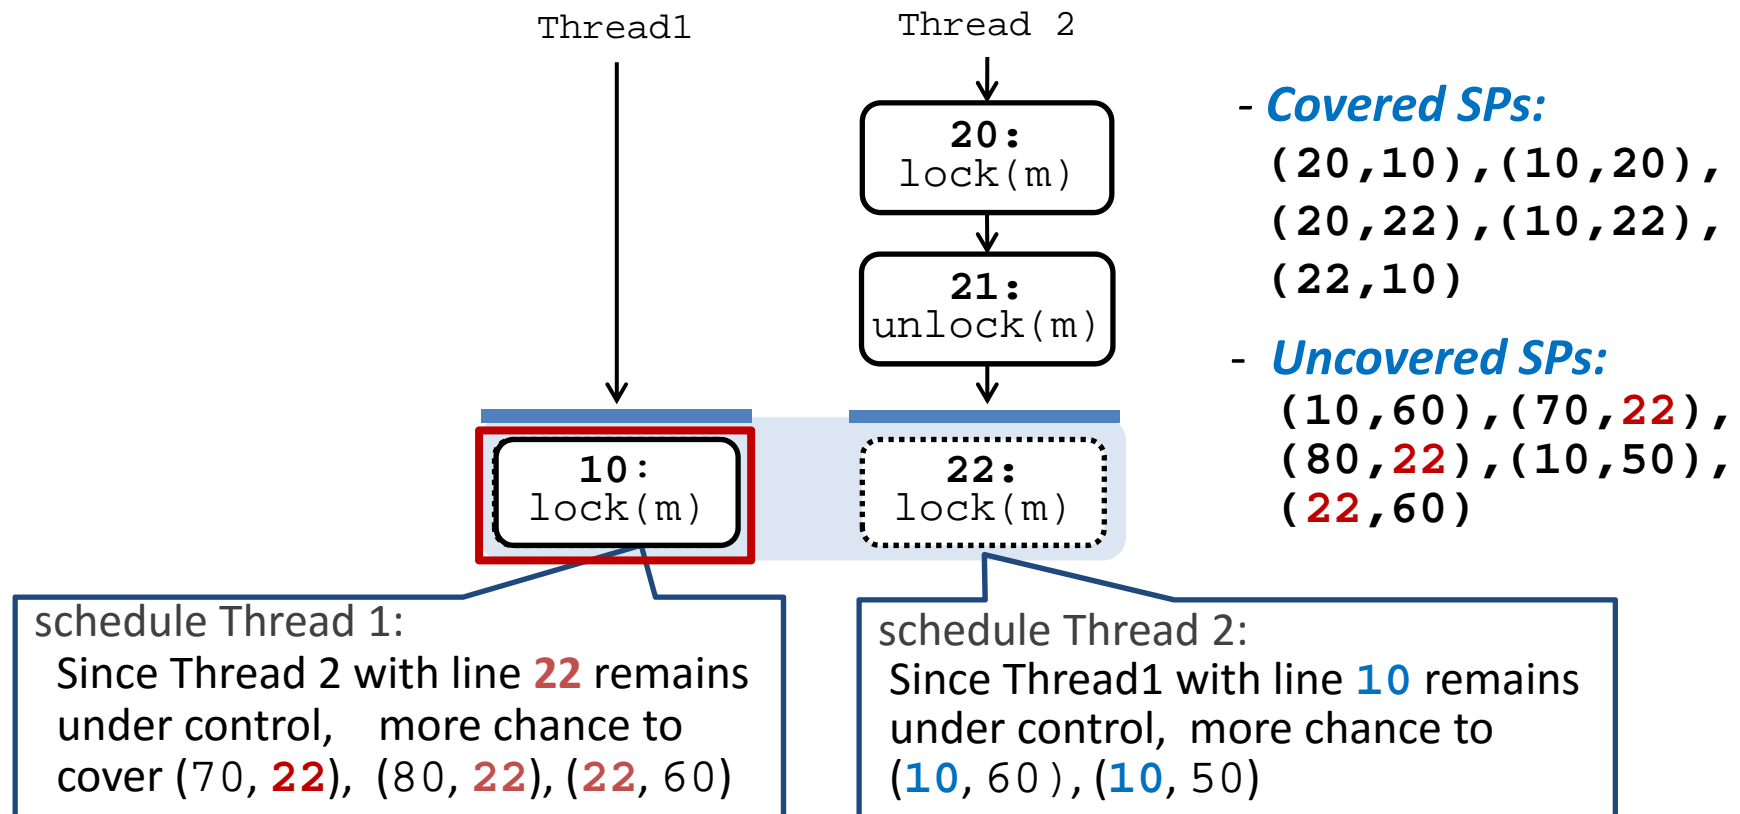 Thread1
Thread 2
20:
lock(m)
21:
unlock(m)
10:
lock(m)
22:
lock(m)
- Covered SPs:
(20,10),(10,20),
(20,22),(10,22),
(22,10)
- Uncovered SPs:
(10,60),(70,22),
(80,22),(10,50),
(22,60)
schedule Thread 1:
Since Thread 2 with line 22 remains
under control, more chance to
cover (70, 22), (80, 22), (22, 60)
schedule Thread 2:
Since Thread1 with line 10 remains
under control, more chance to
(10, 60), (10, 50)